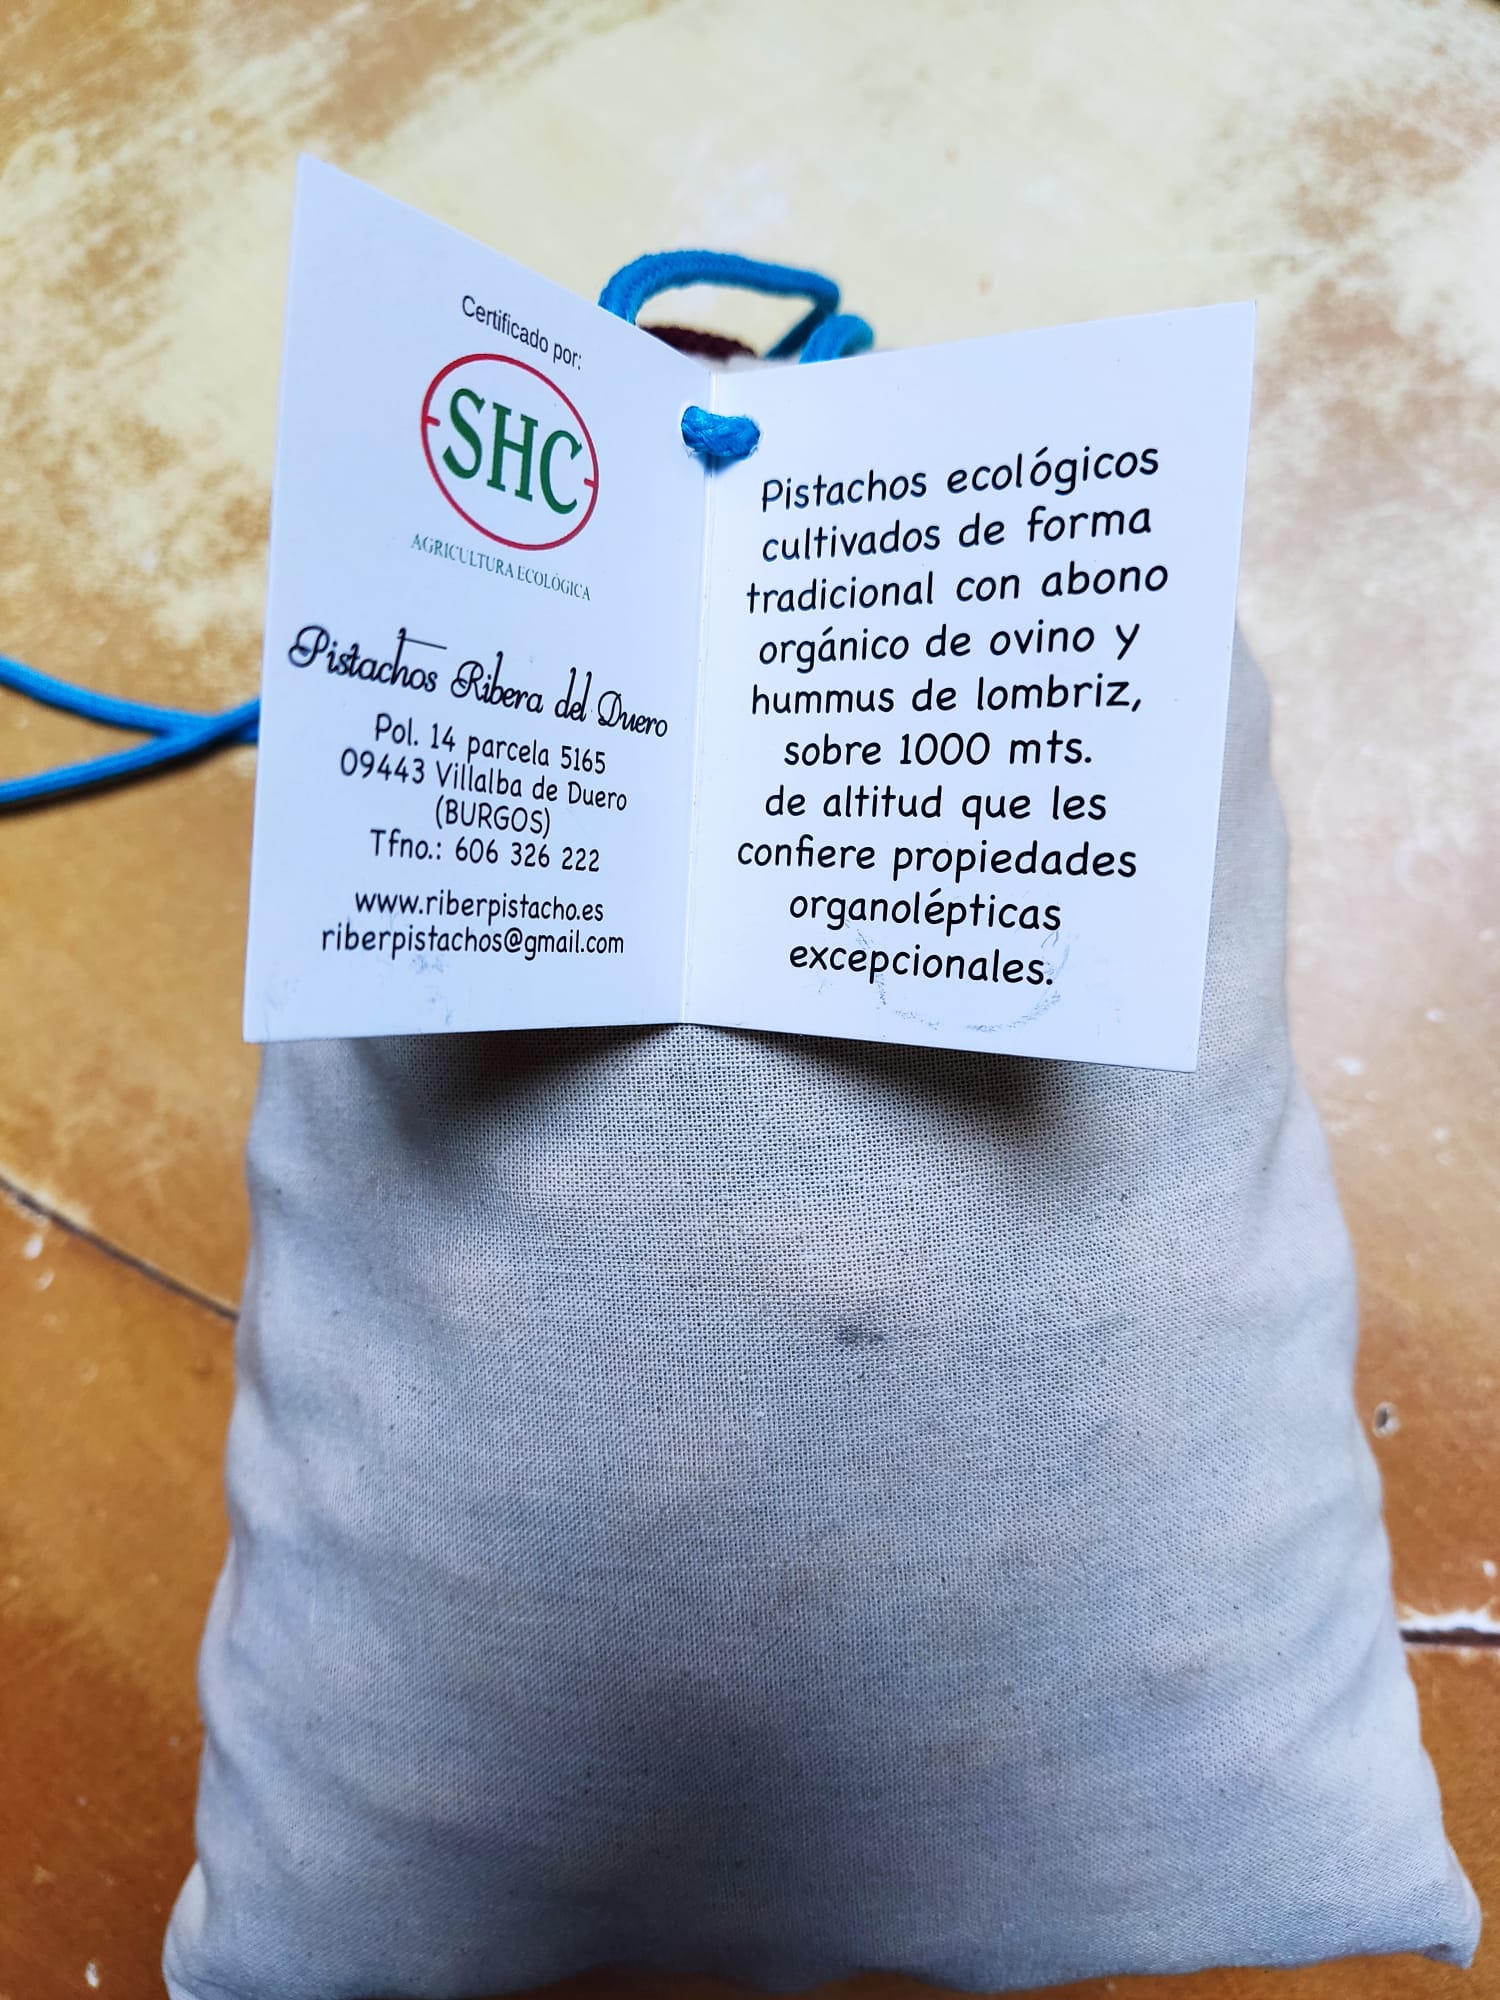 Certificado por:
SHC
AGRICULTURA ECOLÓGICA
Pistachos Ribera del Duero
Pol. 14 parcela 5165
09443 Villalba de Duero
(BURGOS)
Tfno.: 606 326 222
www.riberpistacho.es
riberpistachos@gmail.com
Pistachos ecológicos
cultivados de forma
tradicional con abono
orgánico de ovino y
hummus de lombriz,
sobre 1000 mts.
de altitud que les
confiere propiedades
organolépticas
excepcionales.